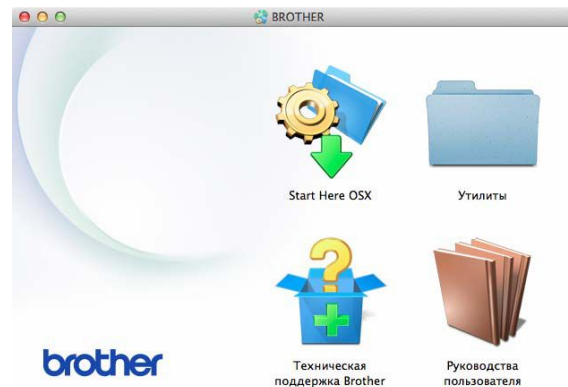 BROTHER
Start Here OSX
Утилиты
Техническая
поддержка Brother
Руководства
пользователя
brother